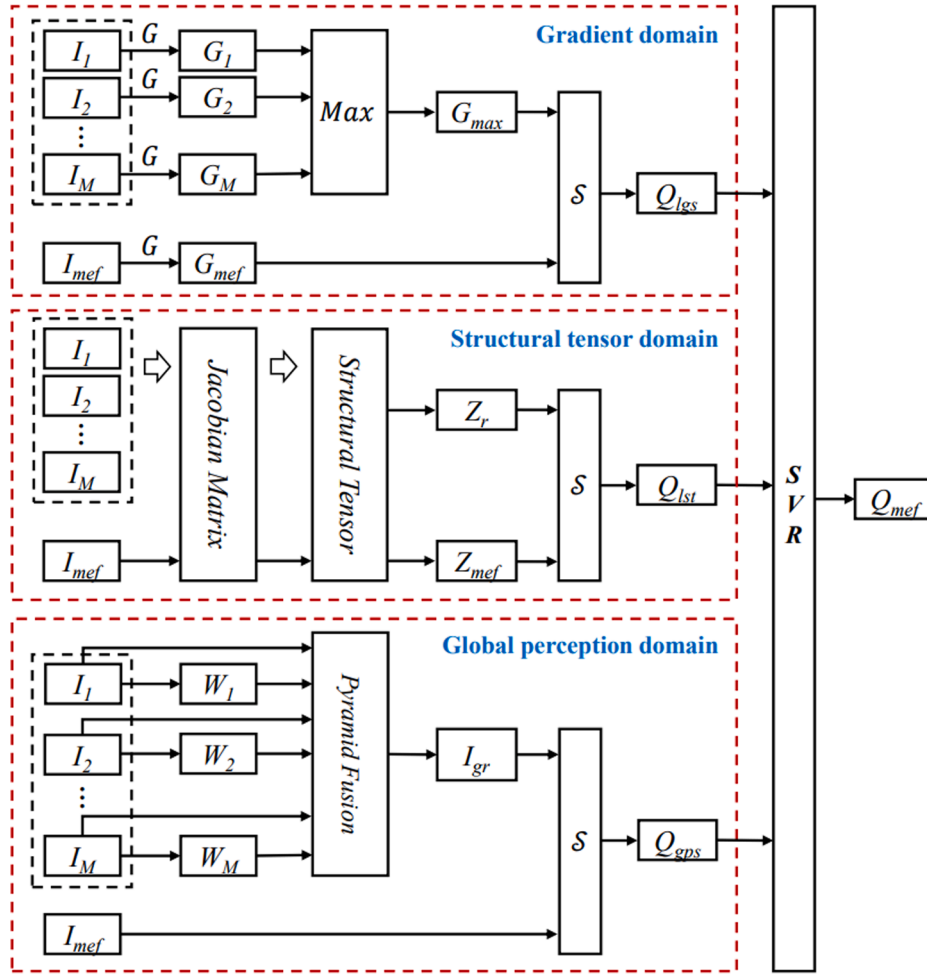 Gradient domain
I1 G G1
I2 G G2
⋮
IM G GM
Max
Gmax
S
Qlgs
Imef G Gmef
Structural tensor domain
I1
I2
⋮
IM
Imef
Jacobian Matrix
Structural Tensor
Zr
Zmef
S
Qlst
Global perception domain
I1 W1
I2 W2
⋮
IM WM
Pyramid Fusion
Igr
S
Qgps
Imef
S
V
R
Qmef